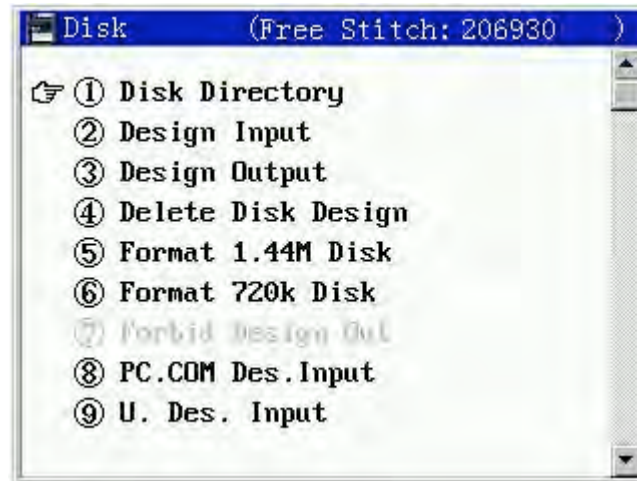 Disk (Free Stitch: 206930 )
① Disk Directory
② Design Input
③ Design Output
④ Delete Disk Design
⑤ Format 1.44M Disk
⑥ Format 720k Disk
⑦ Forbid Design Out
⑧ PC.COM Des.Input
⑨ U. Des. Input